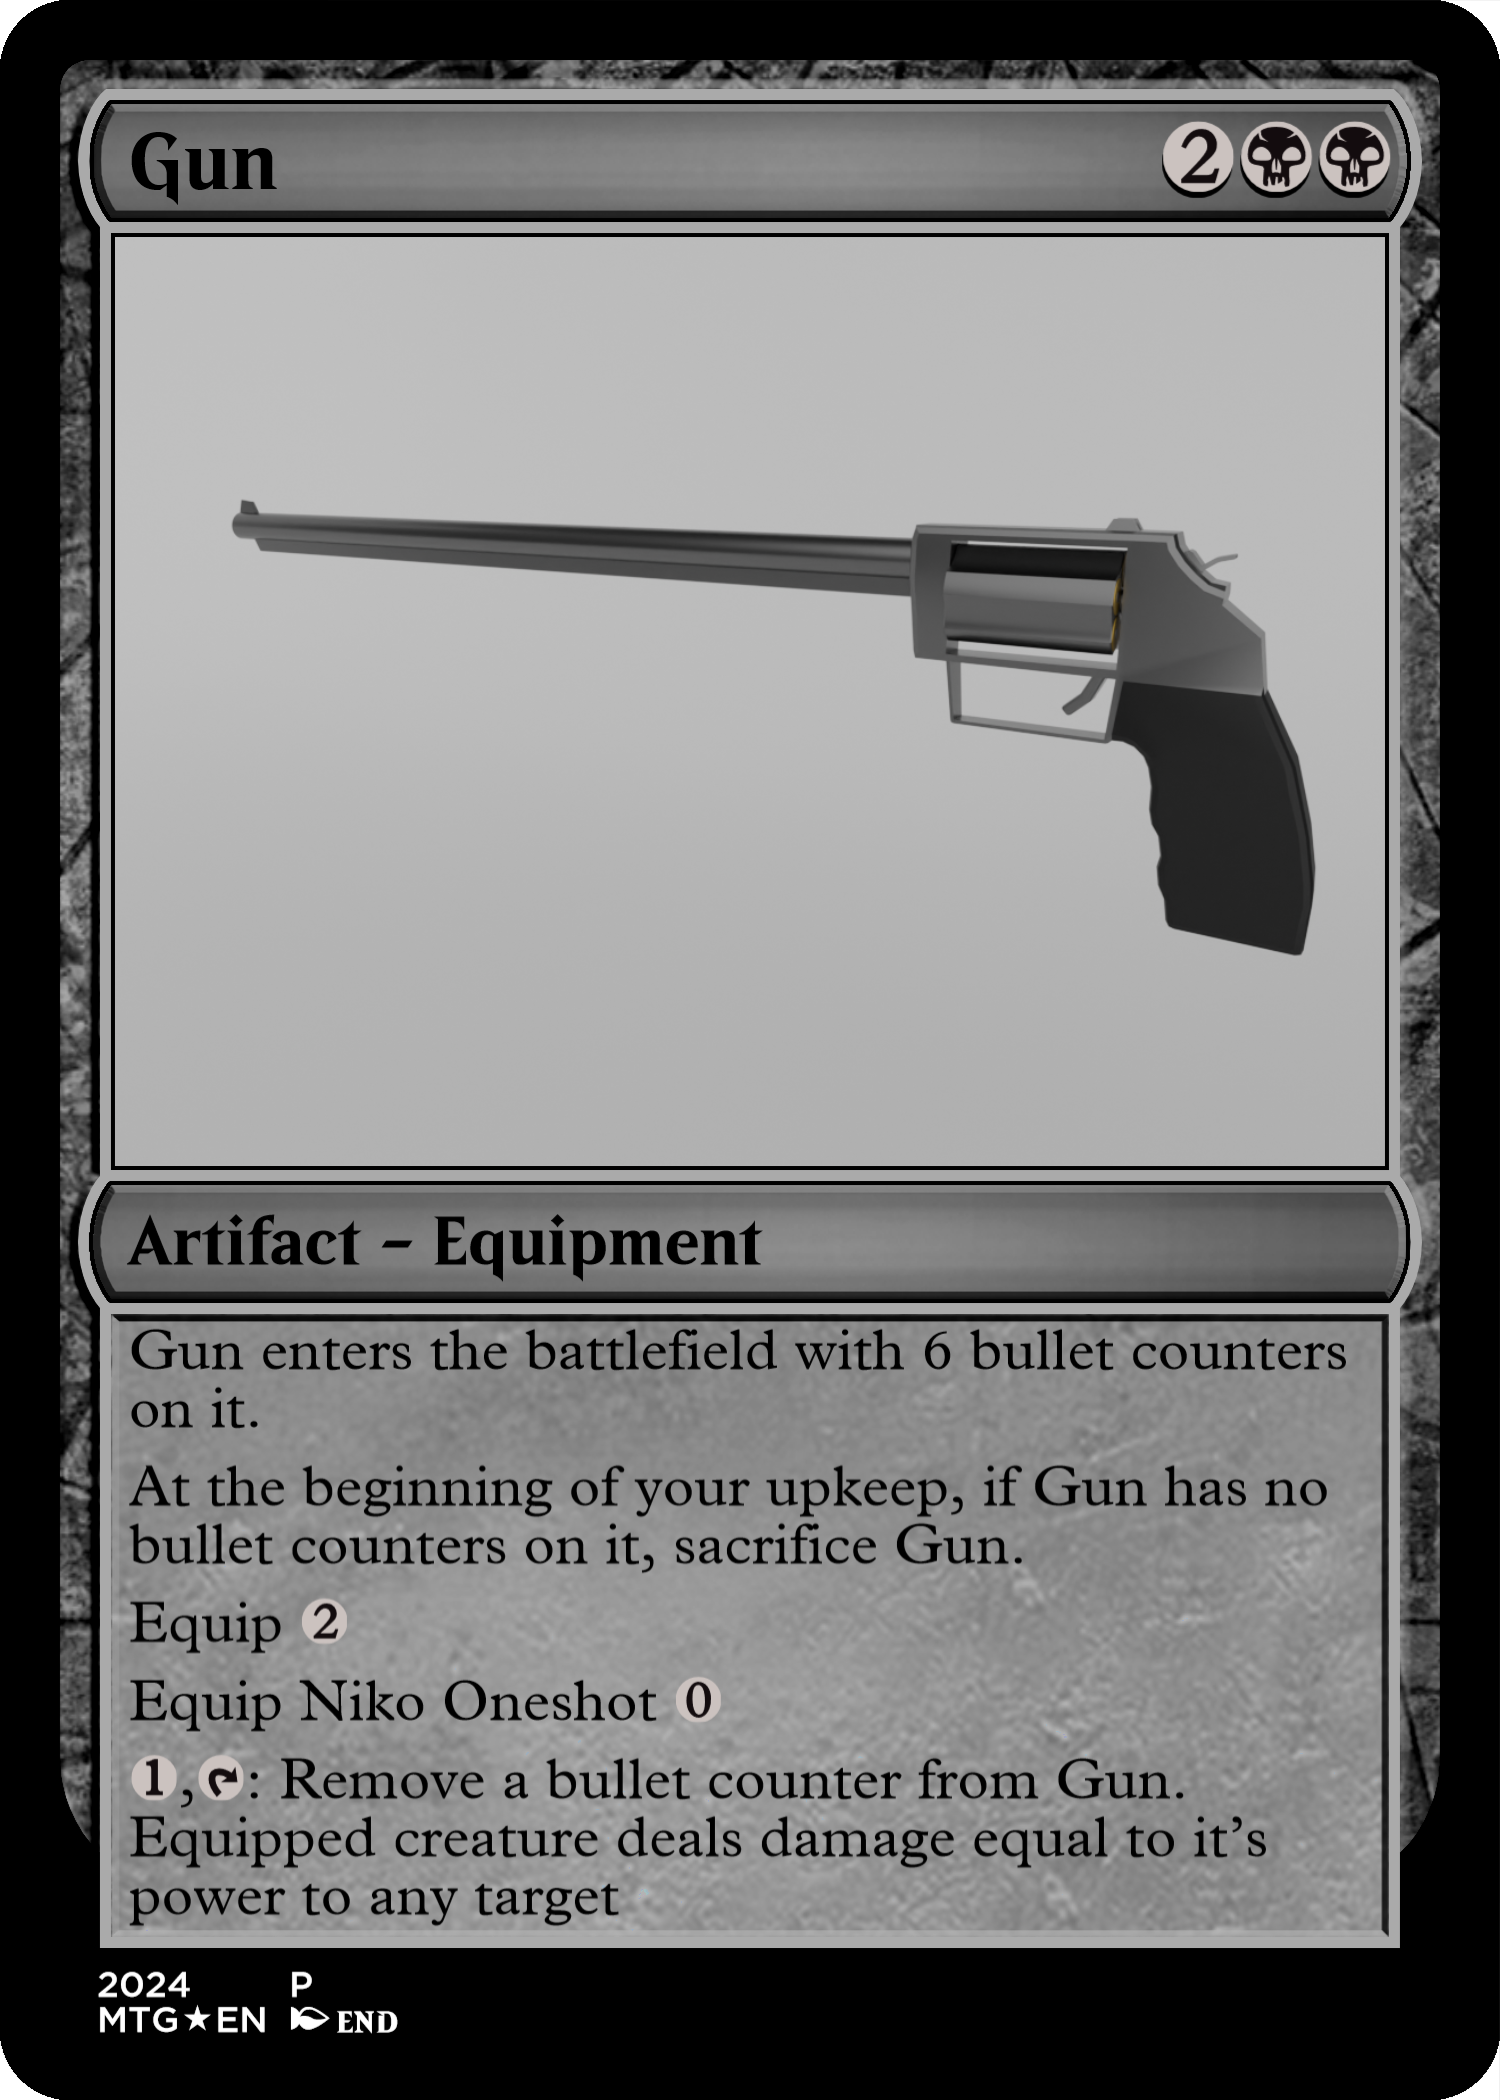 Gun 2
Artifact – Equipment
Gun enters the battlefield with 6 bullet counters
on it.
At the beginning of your upkeep, if Gun has no
bullet counters on it, sacrifice Gun.
Equip 2
Equip Niko Oneshot 0
1,: Remove a bullet counter from Gun.
Equipped creature deals damage equal to it's
power to any target
2024 P
MTG★EN END